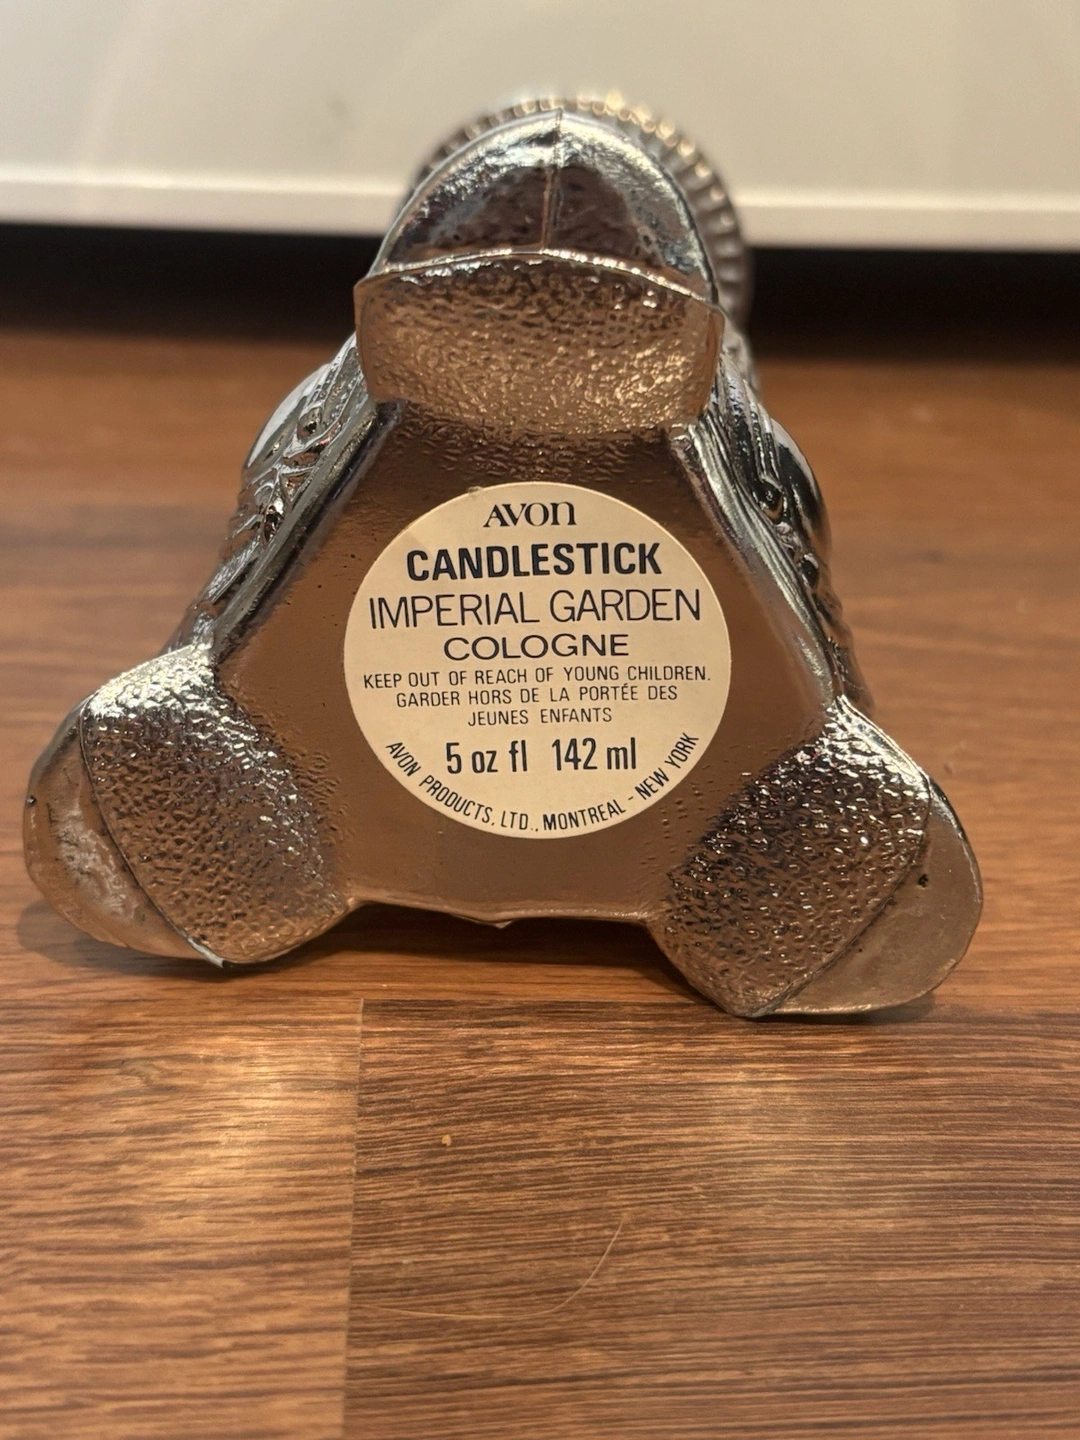 AVON
CANDLESTICK
IMPERIAL GARDEN
COLOGNE
KEEP OUT OF REACH OF YOUNG CHILDREN.
GARDER HORS DE LA PORTÉE DES
JEUNES ENFANTS
5 oz fl 142 ml
AVON PRODUCTS, LTD., MONTREAL - NEW YORK